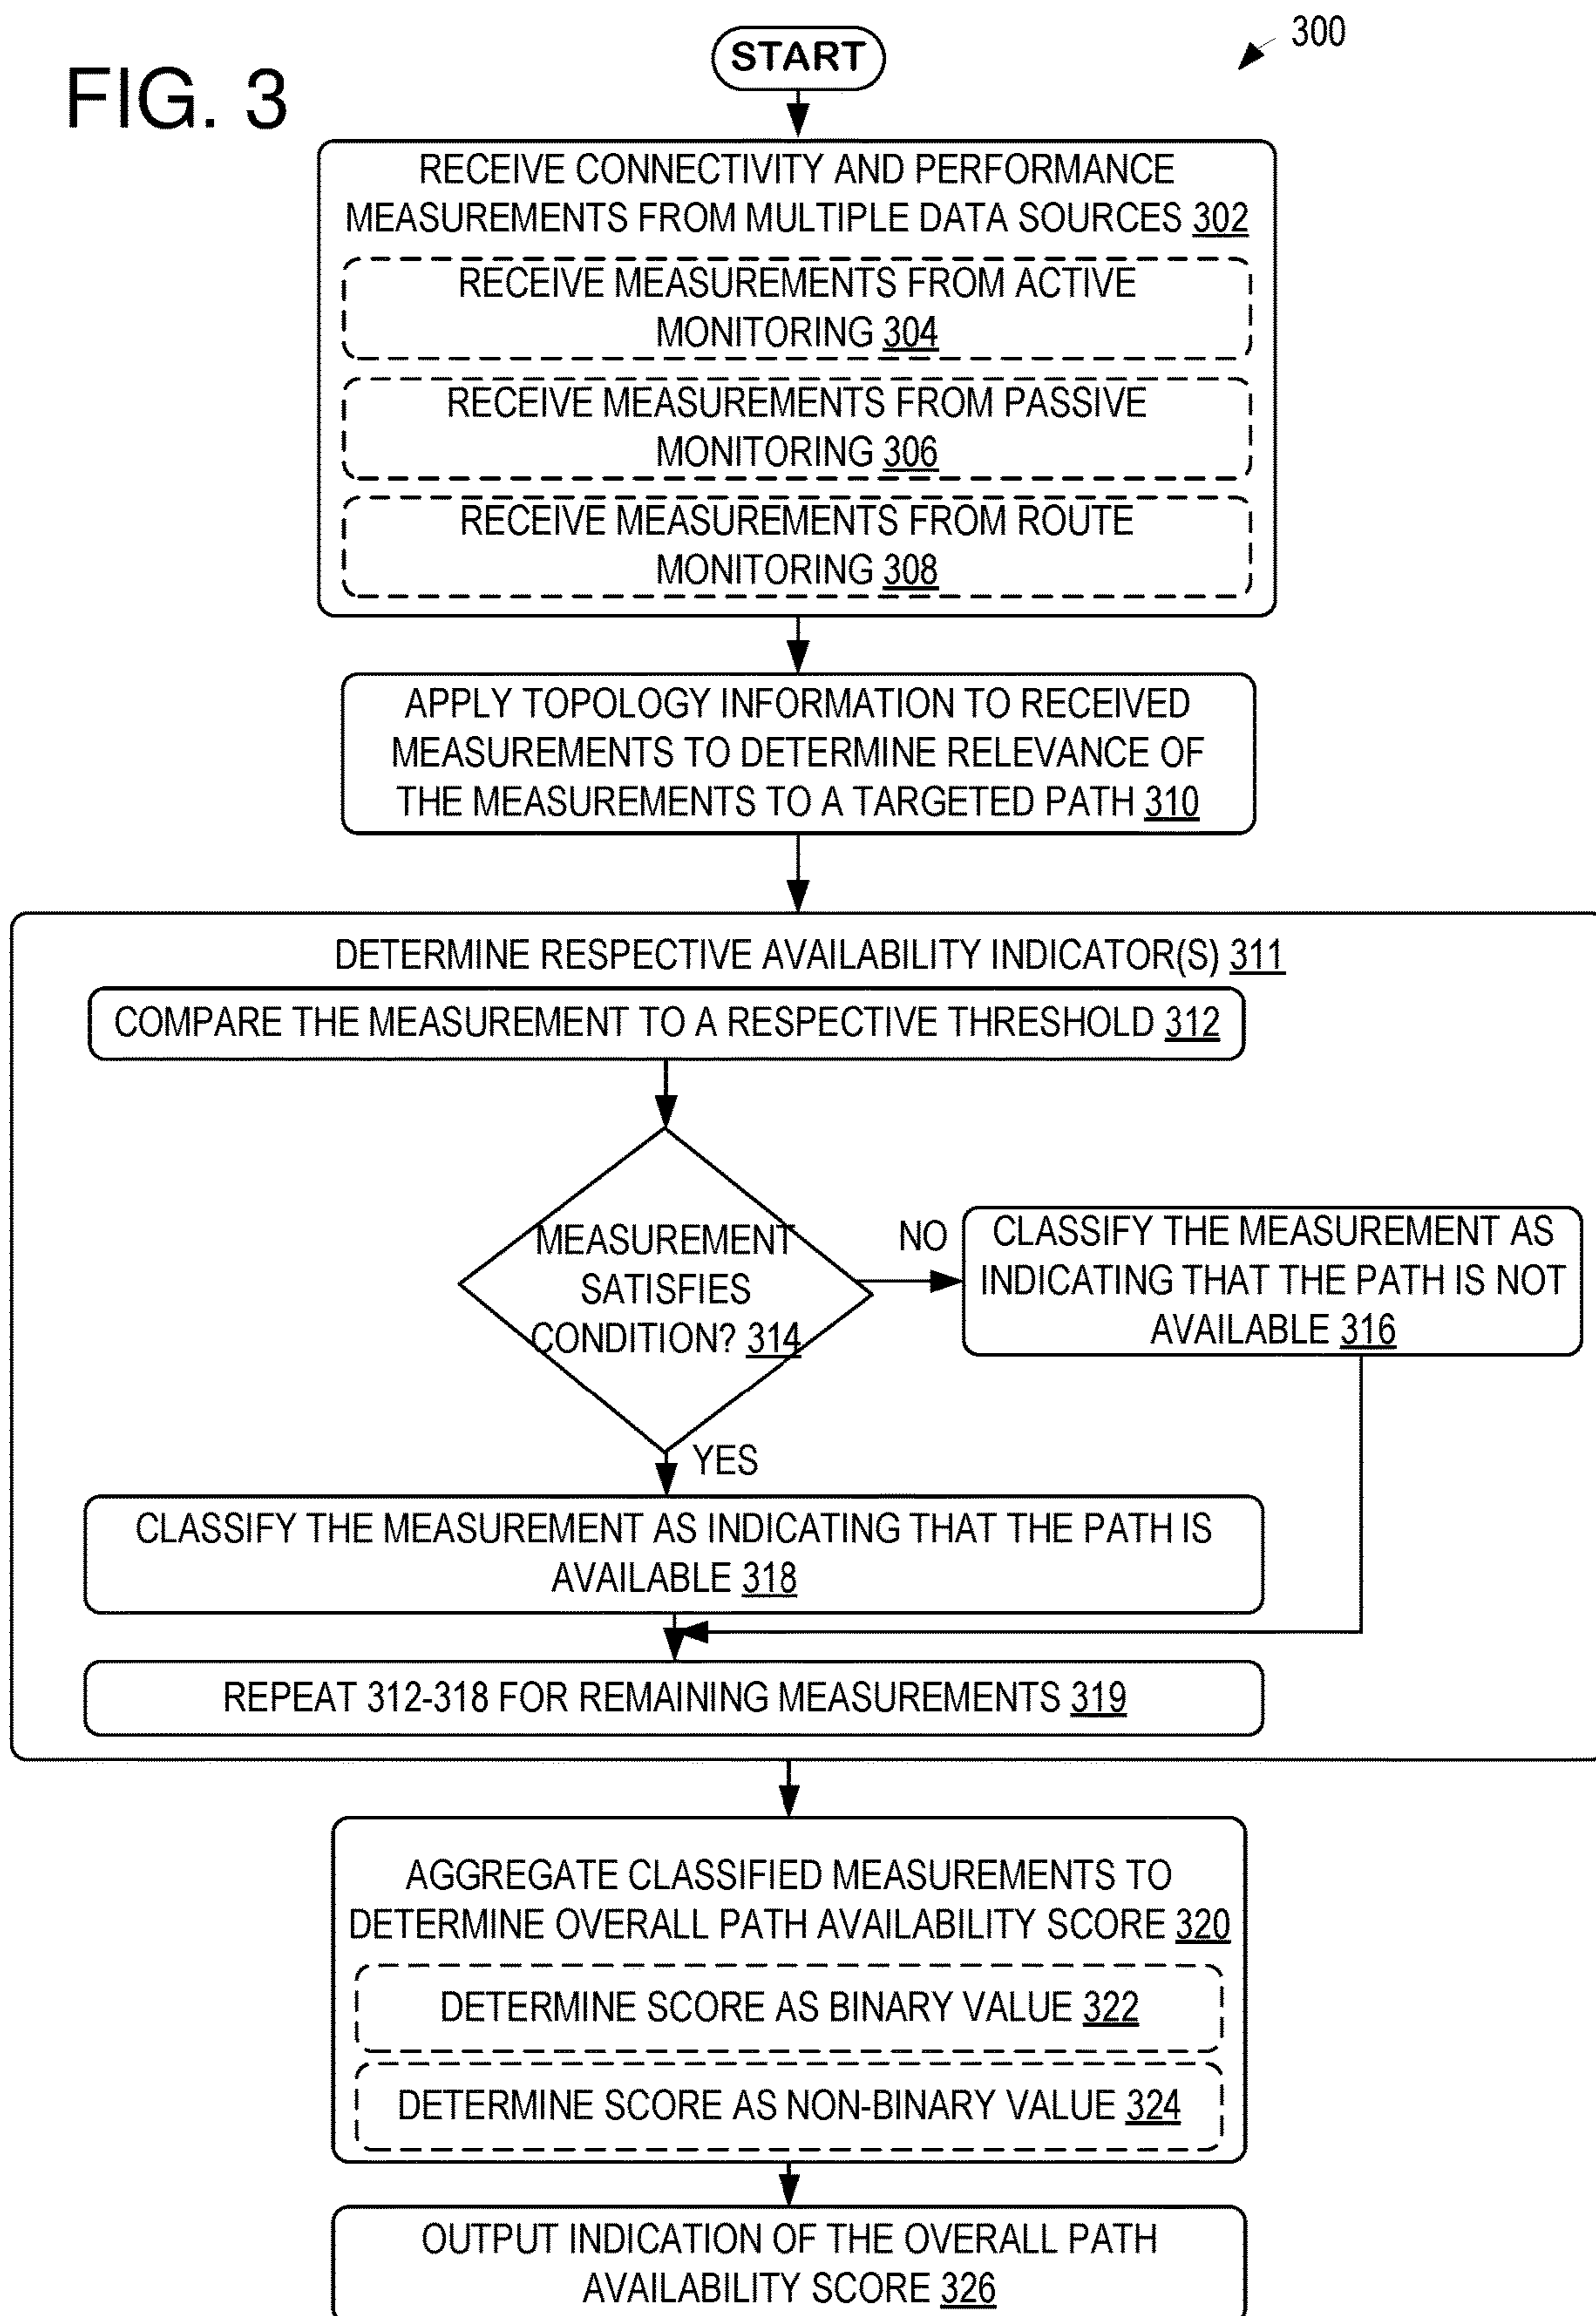 FIG. 3
START
300
RECEIVE CONNECTIVITY AND PERFORMANCE
MEASUREMENTS FROM MULTIPLE DATA SOURCES 302
RECEIVE MEASUREMENTS FROM ACTIVE
MONITORING 304
RECEIVE MEASUREMENTS FROM PASSIVE
MONITORING 306
RECEIVE MEASUREMENTS FROM ROUTE
MONITORING 308
APPLY TOPOLOGY INFORMATION TO RECEIVED
MEASUREMENTS TO DETERMINE RELEVANCE OF
THE MEASUREMENTS TO A TARGETED PATH 310
DETERMINE RESPECTIVE AVAILABILITY INDICATOR(S) 311
COMPARE THE MEASUREMENT TO A RESPECTIVE THRESHOLD 312
MEASUREMENT
SATISFIES
CONDITION? 314
NO
CLASSIFY THE MEASUREMENT AS
INDICATING THAT THE PATH IS NOT
AVAILABLE 316
YES
CLASSIFY THE MEASUREMENT AS INDICATING THAT THE PATH IS
AVAILABLE 318
REPEAT 312-318 FOR REMAINING MEASUREMENTS 319
AGGREGATE CLASSIFIED MEASUREMENTS TO
DETERMINE OVERALL PATH AVAILABILITY SCORE 320
DETERMINE SCORE AS BINARY VALUE 322
DETERMINE SCORE AS NON-BINARY VALUE 324
OUTPUT INDICATION OF THE OVERALL PATH
AVAILABILITY SCORE 326